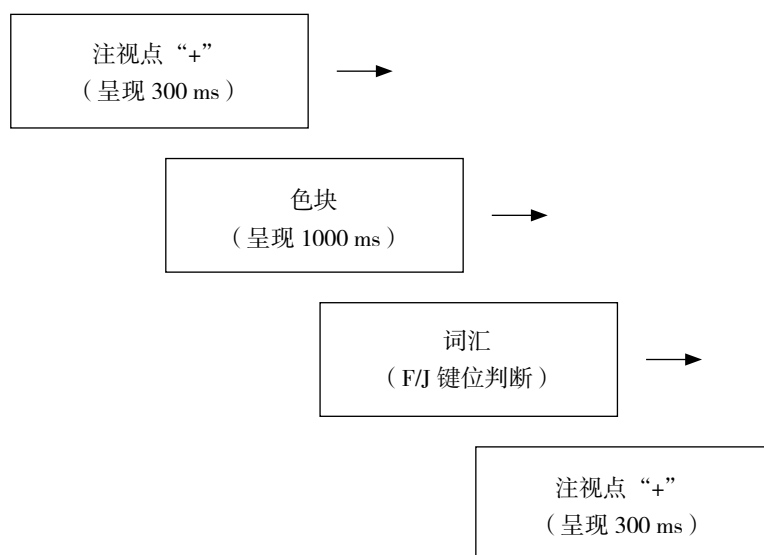 注视点“+”
（呈现 300 ms）
色块
（呈现 1000 ms）
词汇
（F/J 键位判断）
注视点“+”
（呈现 300 ms）